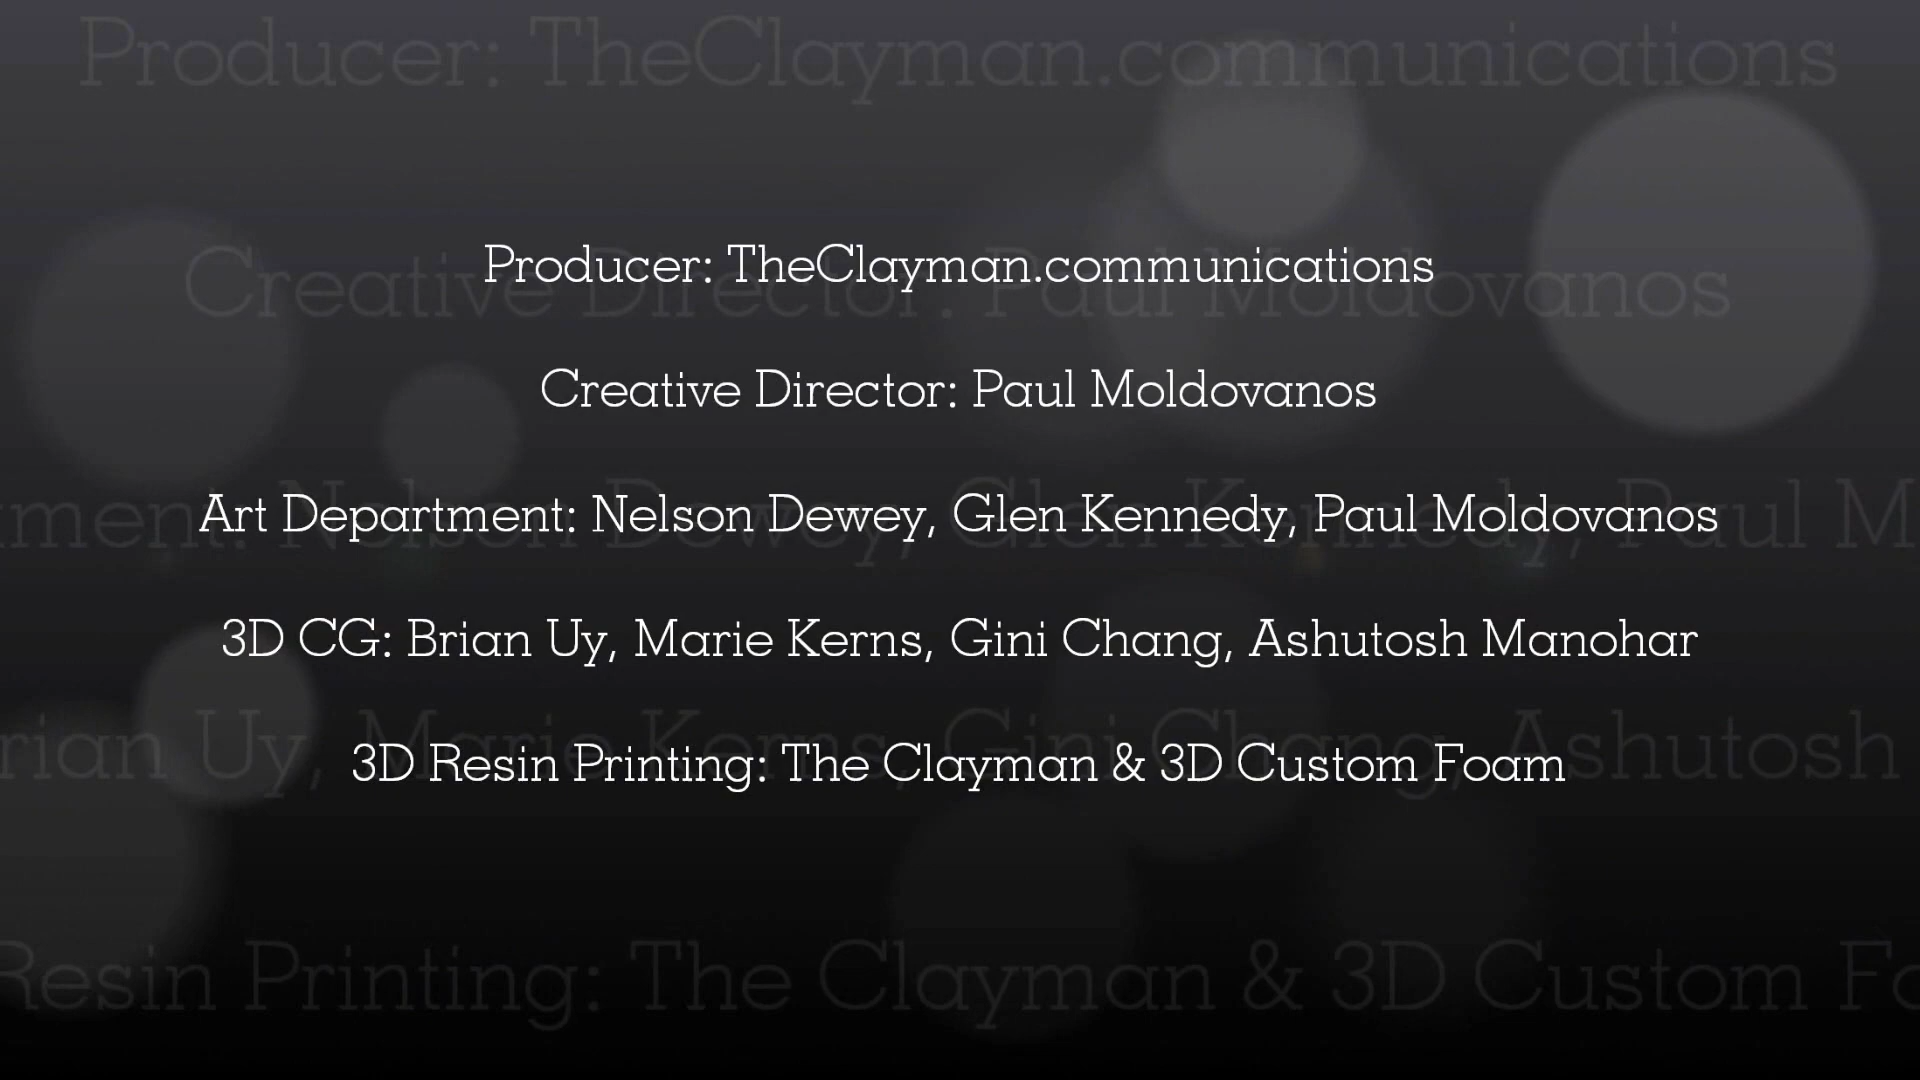 Producer: TheClayman.communications
Creative Director: Paul Moldovanos
Art Department: Nelson Dewey, Glen Kennedy, Paul Moldovanos
3D CG: Brian Uy, Marie Kerns, Gini Chang, Ashutosh Manohar
3D Resin Printing: The Clayman & 3D Custom Foam